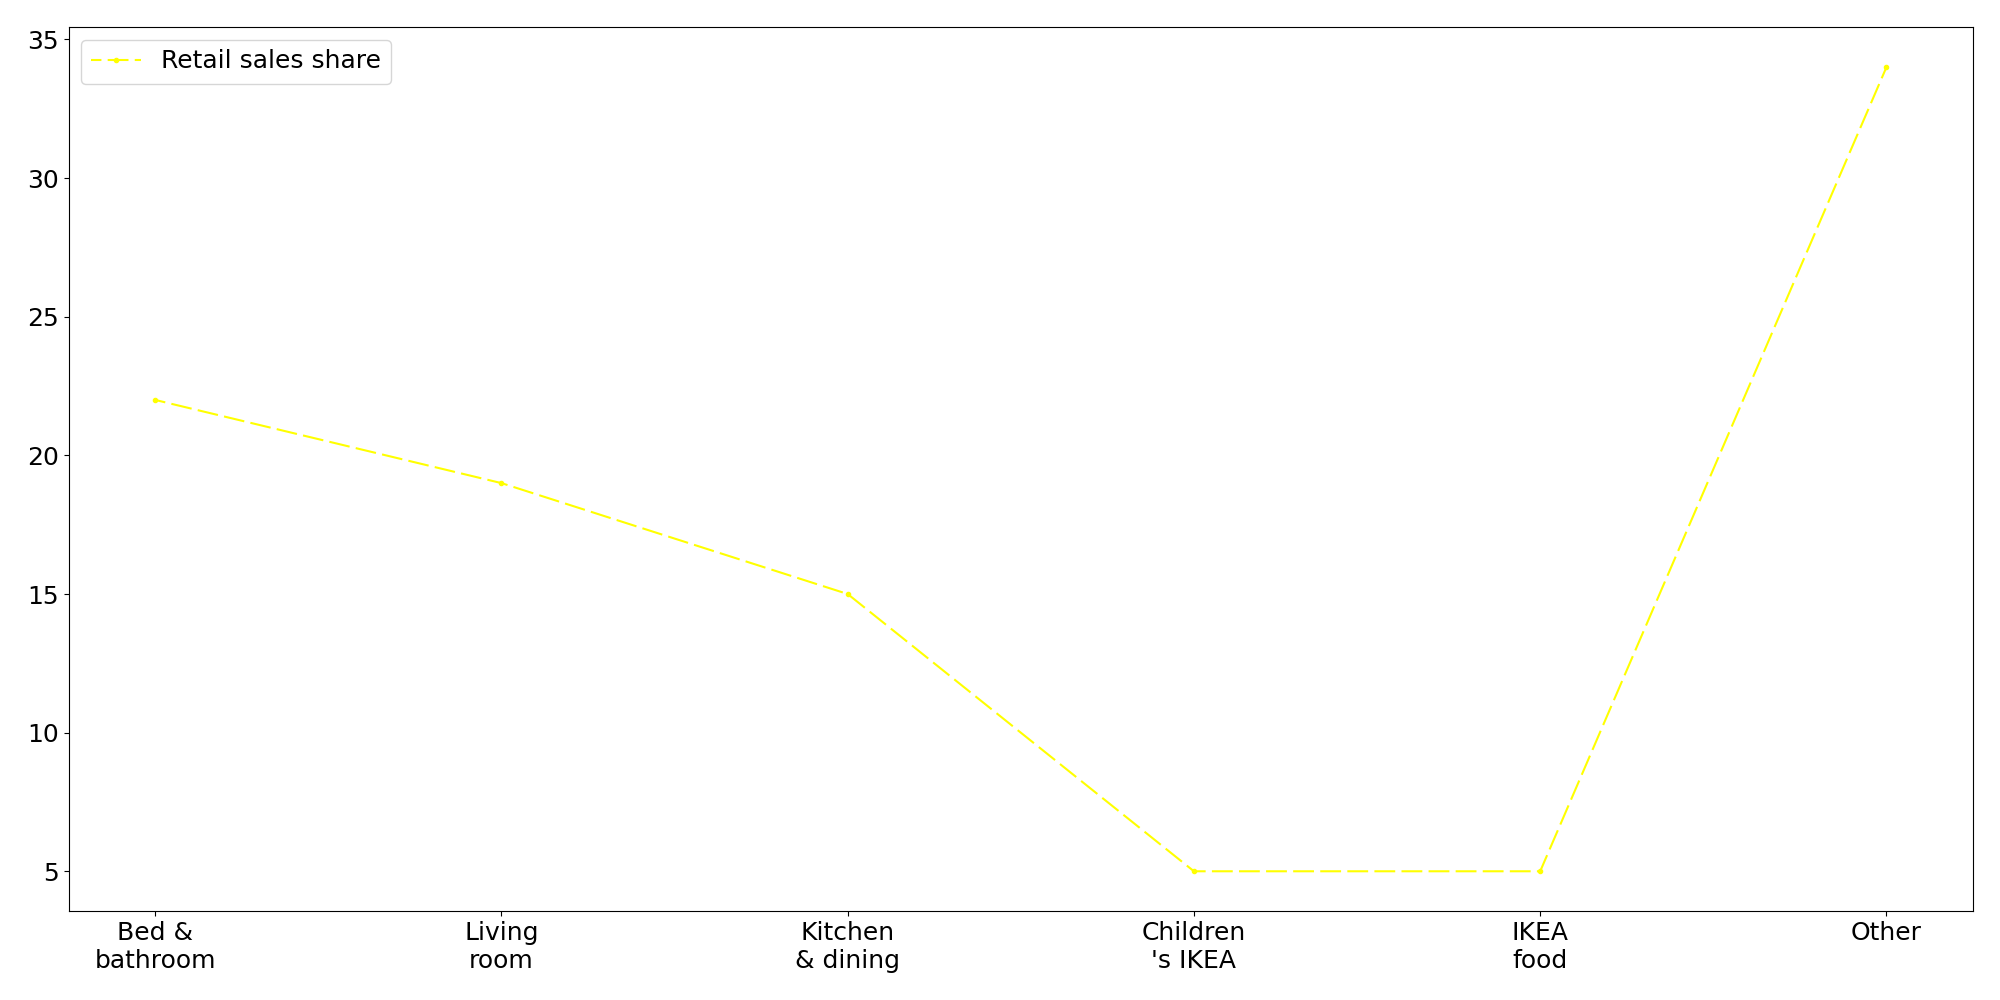 35
Retail sales share
30
25
20
15
10
5
Bed &
bathroom
Living
room
Kitchen
& dining
Children
's IKEA
IKEA
food
Other